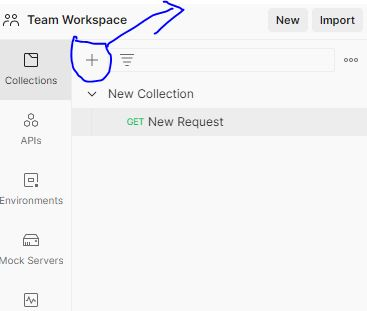 Team Workspace
New
Import
Collections
New Collection
GET New Request
APIs
Environments
Mock Servers